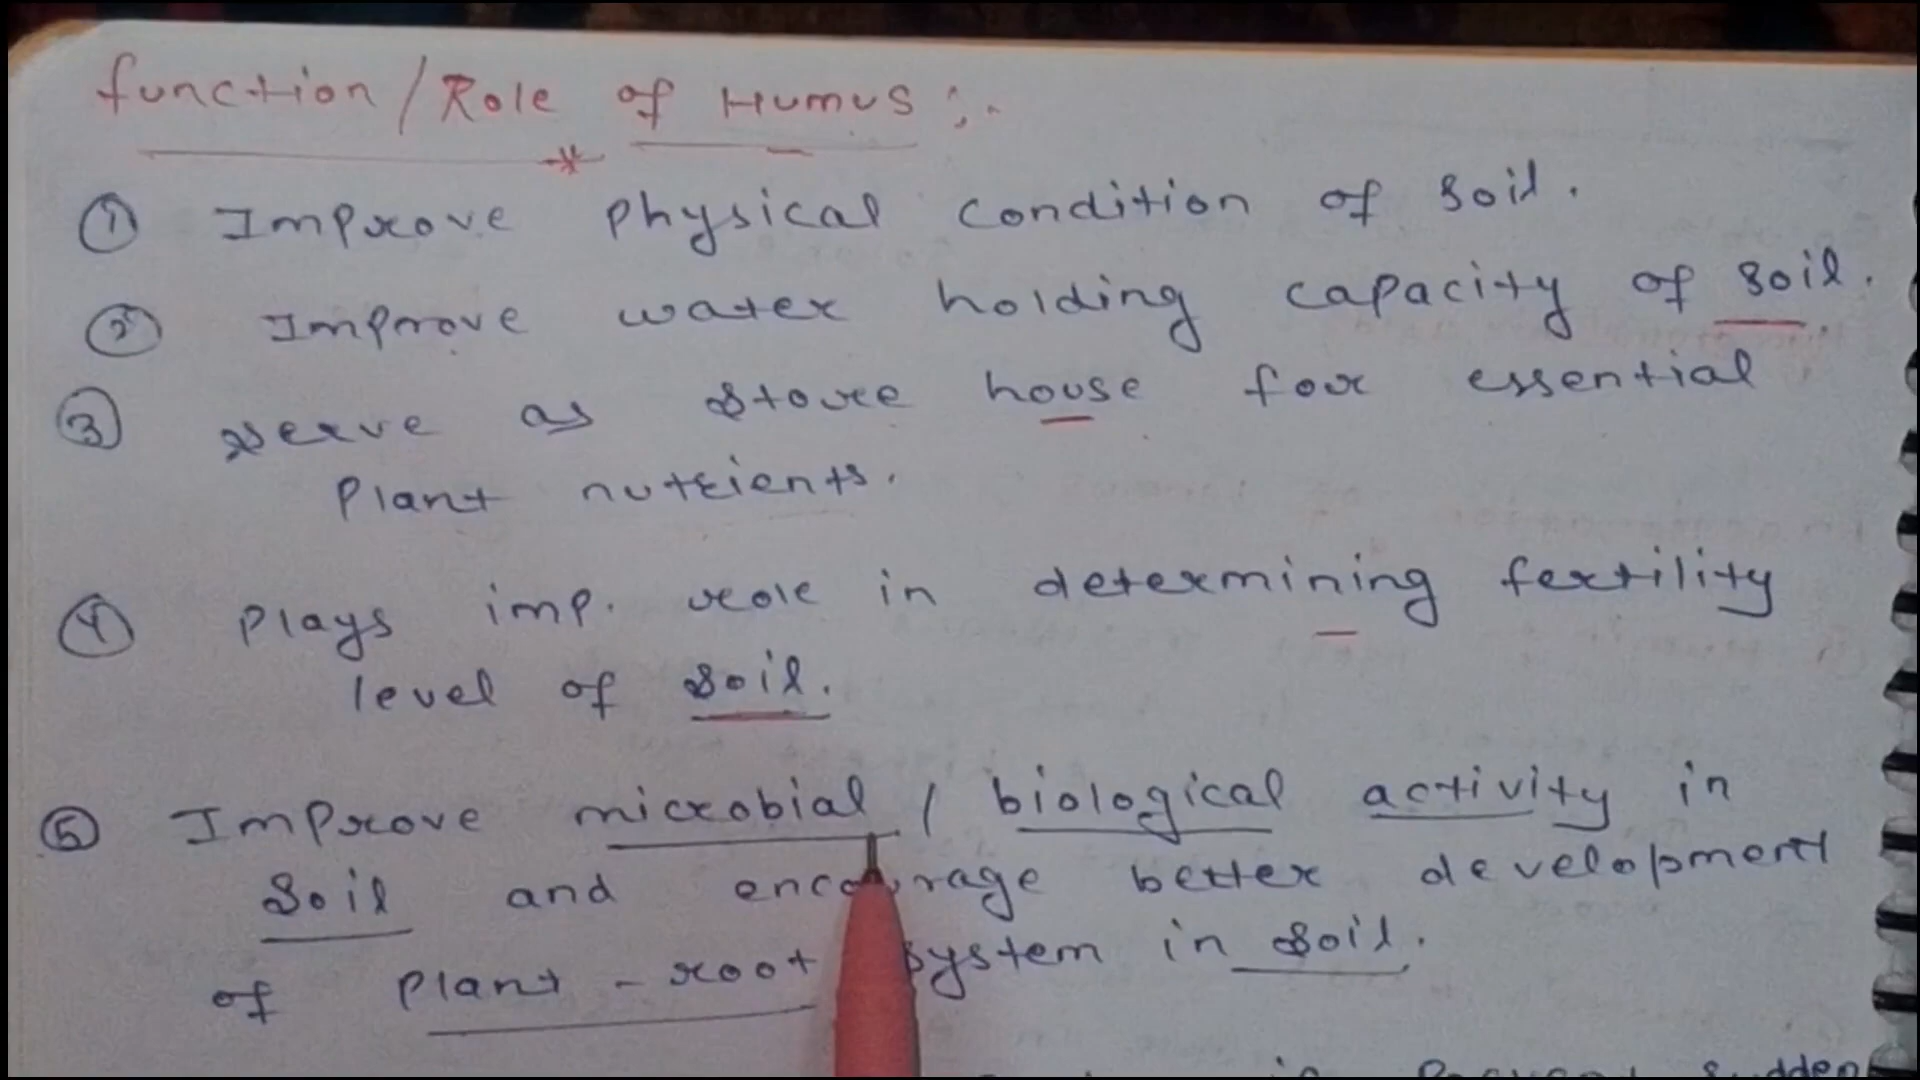 function / Role of Humus :-
① Improve physical condition of soil.
② Improve water holding capacity of soil.
③ serve as store house for essential
plant nutrients.
④ plays imp. role in determining fertility
level of soil.
⑤ Improve microbial / biological activity in
soil and encourage better development
of plant - root system in soil.